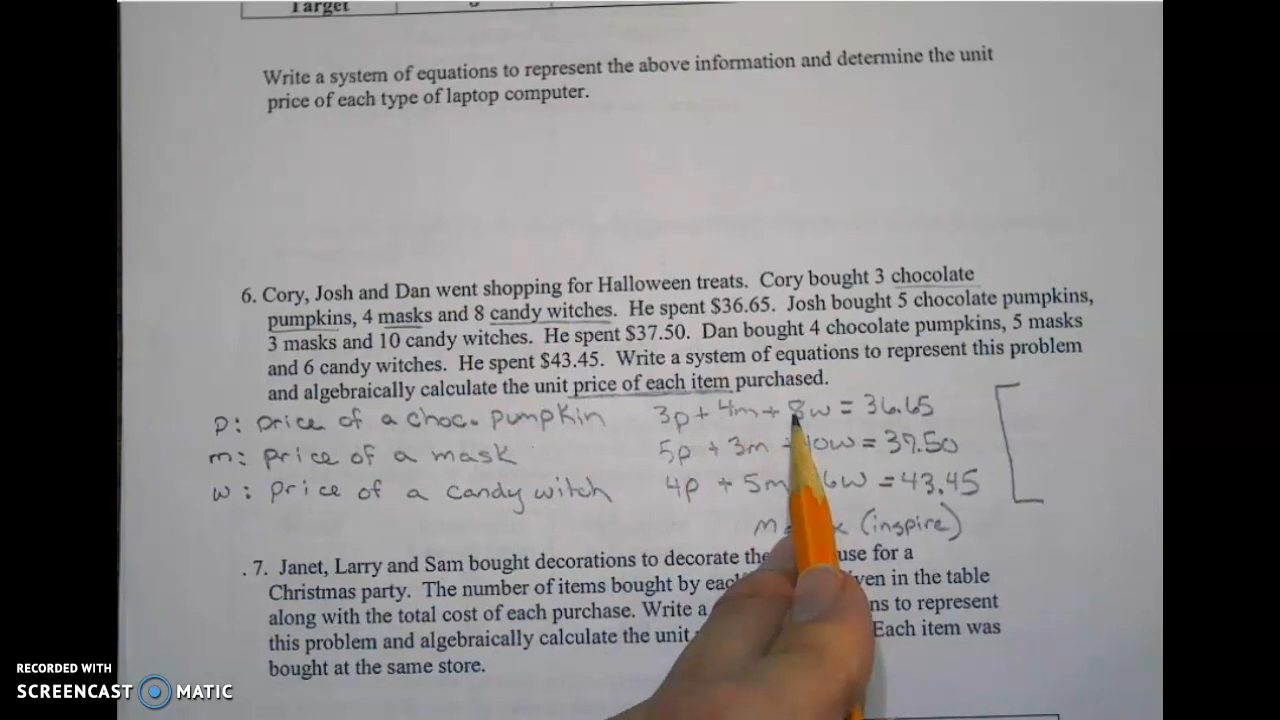 Target
Write a system of equations to represent the above information and determine the unit
price of each type of laptop computer.
6. Cory, Josh and Dan went shopping for Halloween treats. Cory bought 3 chocolate
pumpkins, 4 masks and 8 candy witches. He spent $36.65. Josh bought 5 chocolate pumpkins,
3 masks and 10 candy witches. He spent $37.50. Dan bought 4 chocolate pumpkins, 5 masks
and 6 candy witches. He spent $43.45. Write a system of equations to represent this problem
and algebraically calculate the unit price of each item purchased.
p: price of a choc. pumpkin 3p + 4m + 8w = 36.65
m: price of a mask 5p + 3m + 10w = 37.50
w: price of a candy witch 4p + 5m 6w = 43.45
(inspire)
. 7. Janet, Larry and Sam bought decorations to decorate the use for a
Christmas party. The number of items bought by each ven in the table
along with the total cost of each purchase. Write a ns to represent
this problem and algebraically calculate the unit Each item was
bought at the same store.
RECORDED WITH
SCREENCAST MATIC